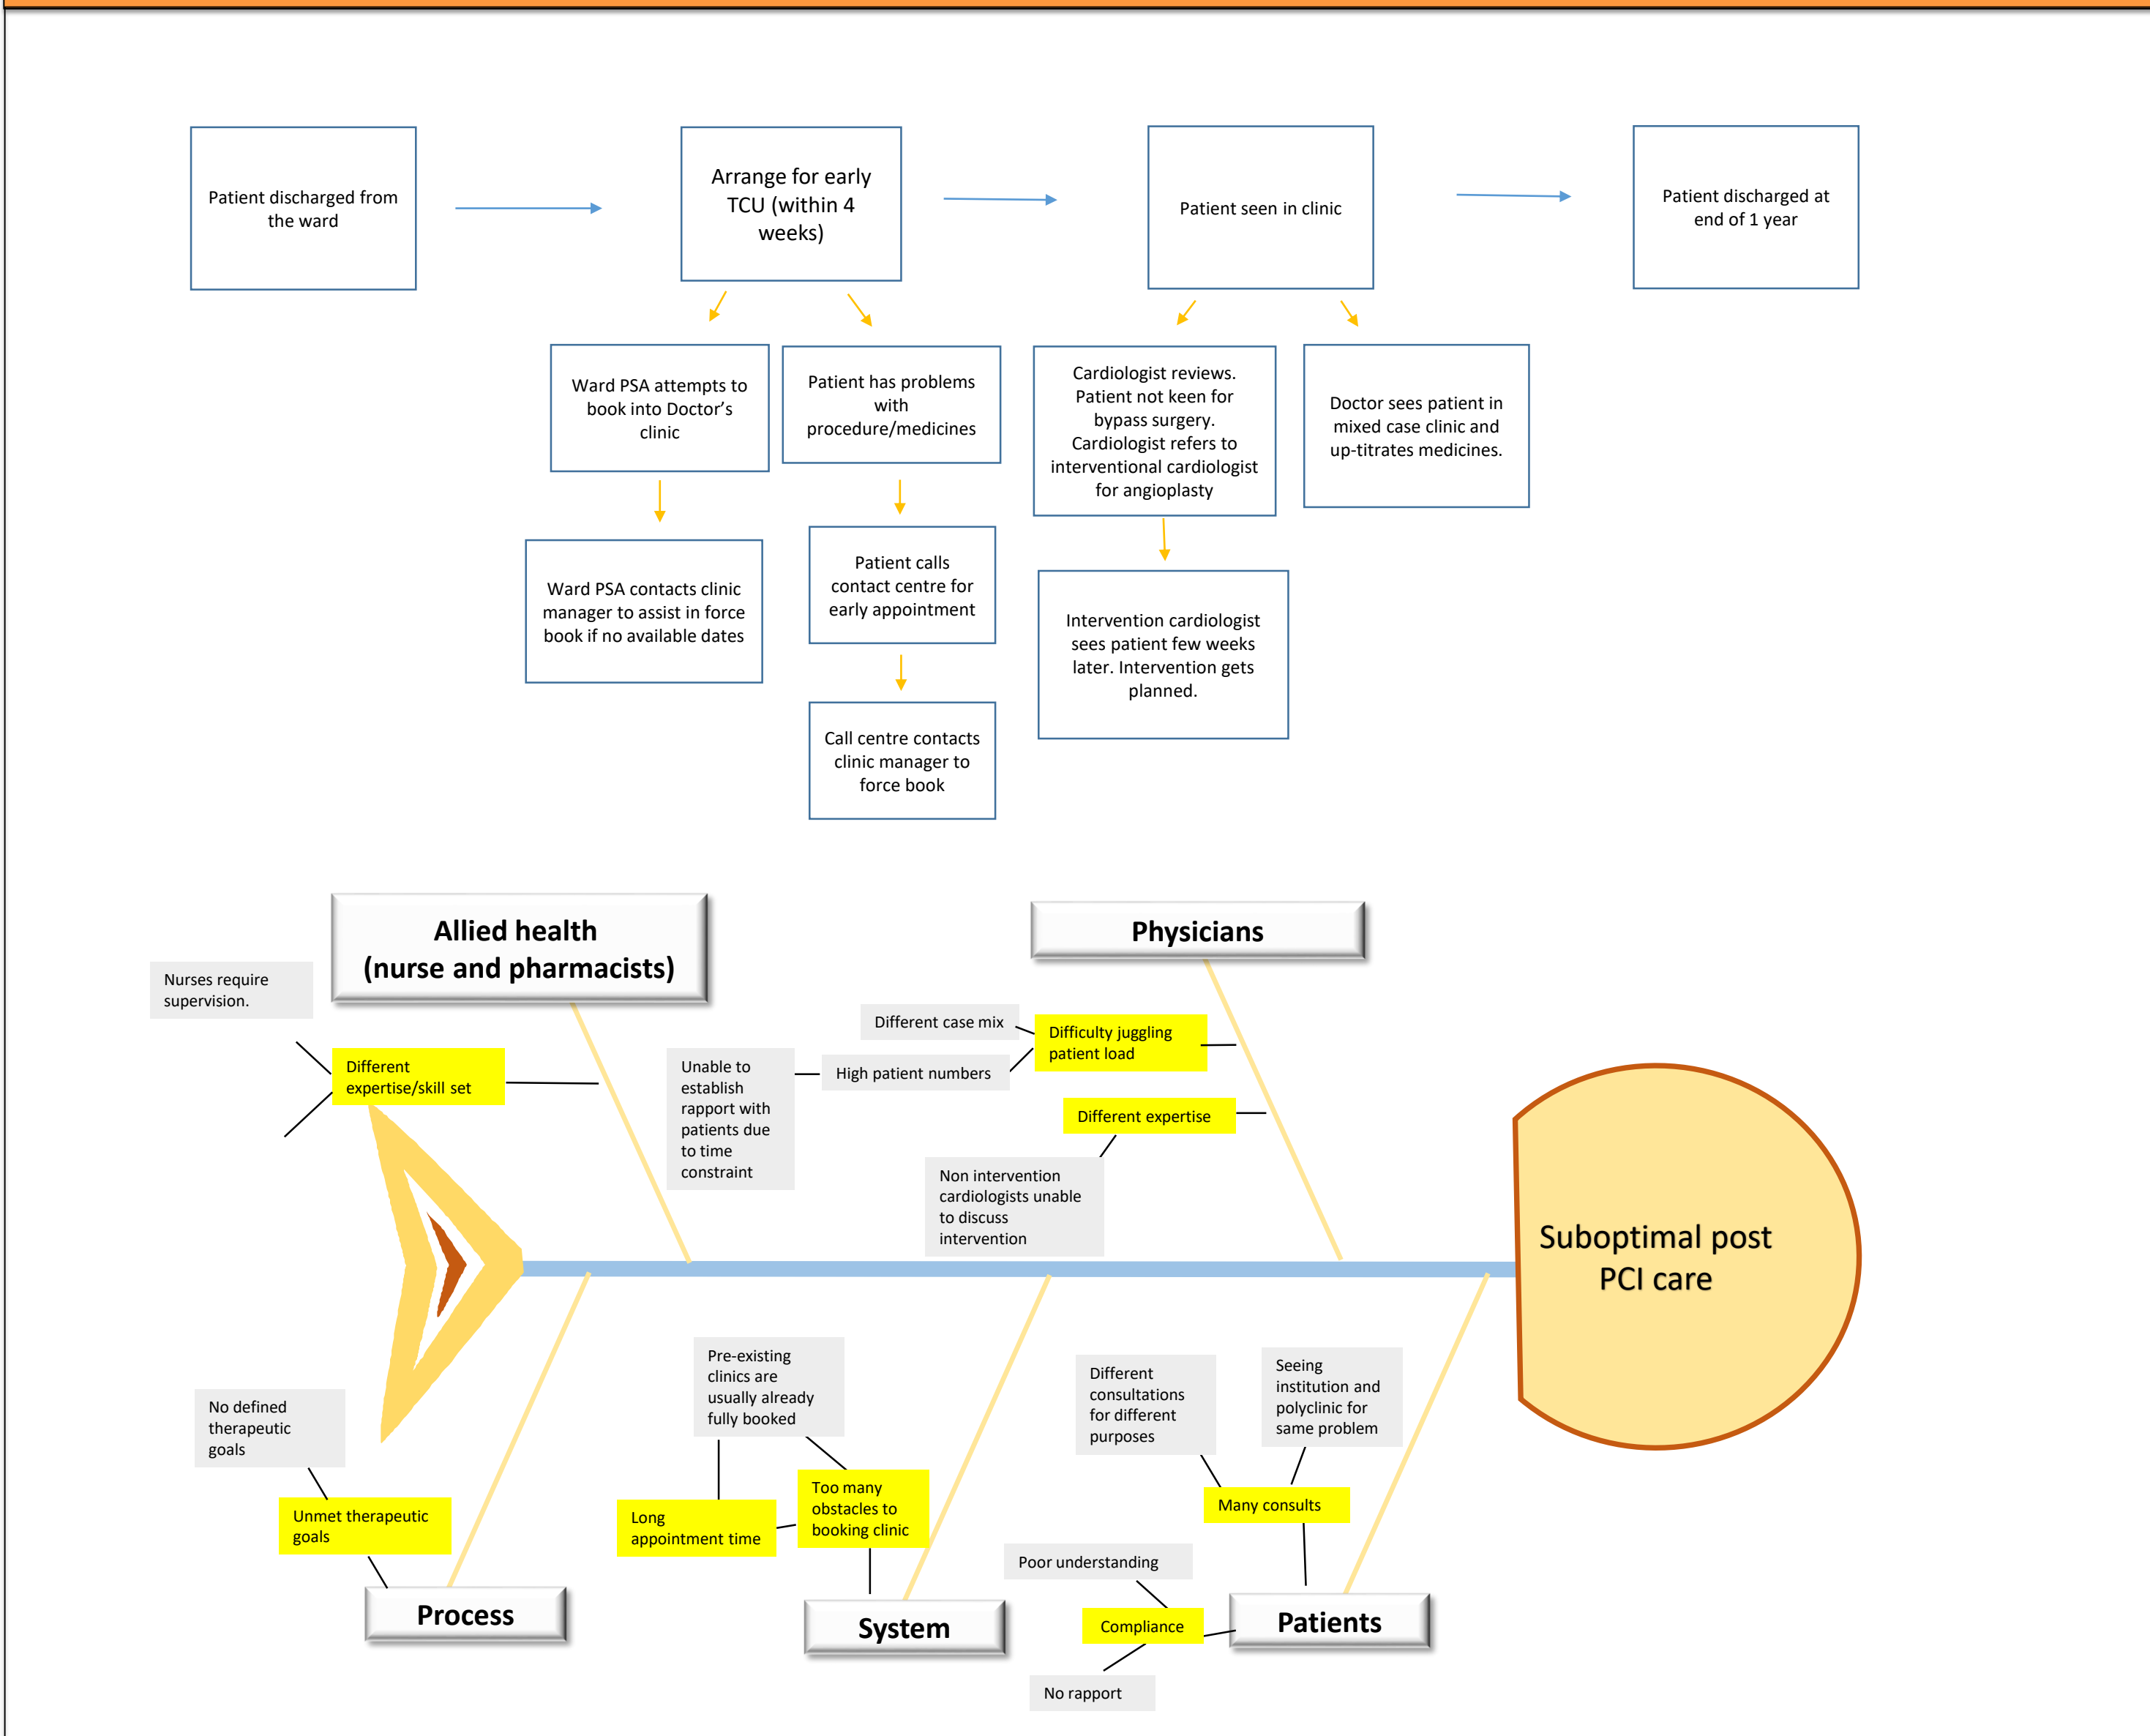 Patient discharged from
the ward
Arrange for early
TCU (within 4
weeks)
Patient seen in clinic
Patient discharged at
end of 1 year
Ward PSA attempts to
book into Doctor’s
clinic
Patient has problems
with
procedure/medicines
Cardiologist reviews.
Patient not keen for
bypass surgery.
Cardiologist refers to
interventional cardiologist
for angioplasty
Doctor sees patient in
mixed case clinic and
up-titrates medicines.
Ward PSA contacts clinic
manager to assist in force
book if no available dates
Patient calls
contact centre for
early appointment
Intervention cardiologist
sees patient few weeks
later. Intervention gets
planned.
Call centre contacts
clinic manager to
force book
Allied health
(nurse and pharmacists)
Physicians
Nurses require
supervision.
Different
expertise/skill set
Different case mix
Difficulty juggling
patient load
High patient numbers
Unable to
establish
rapport with
patients due
to time
constraint
Different expertise
Non intervention
cardiologists unable
to discuss
intervention
Suboptimal post
PCI care
Pre-existing
clinics are
usually already
fully booked
Different
consultations
for different
purposes
Seeing
institution and
polyclinic for
same problem
No defined
therapeutic
goals
Unmet therapeutic
goals
Long
appointment time
Too many
obstacles to
booking clinic
Many consults
Poor understanding
Compliance
No rapport
Process
System
Patients